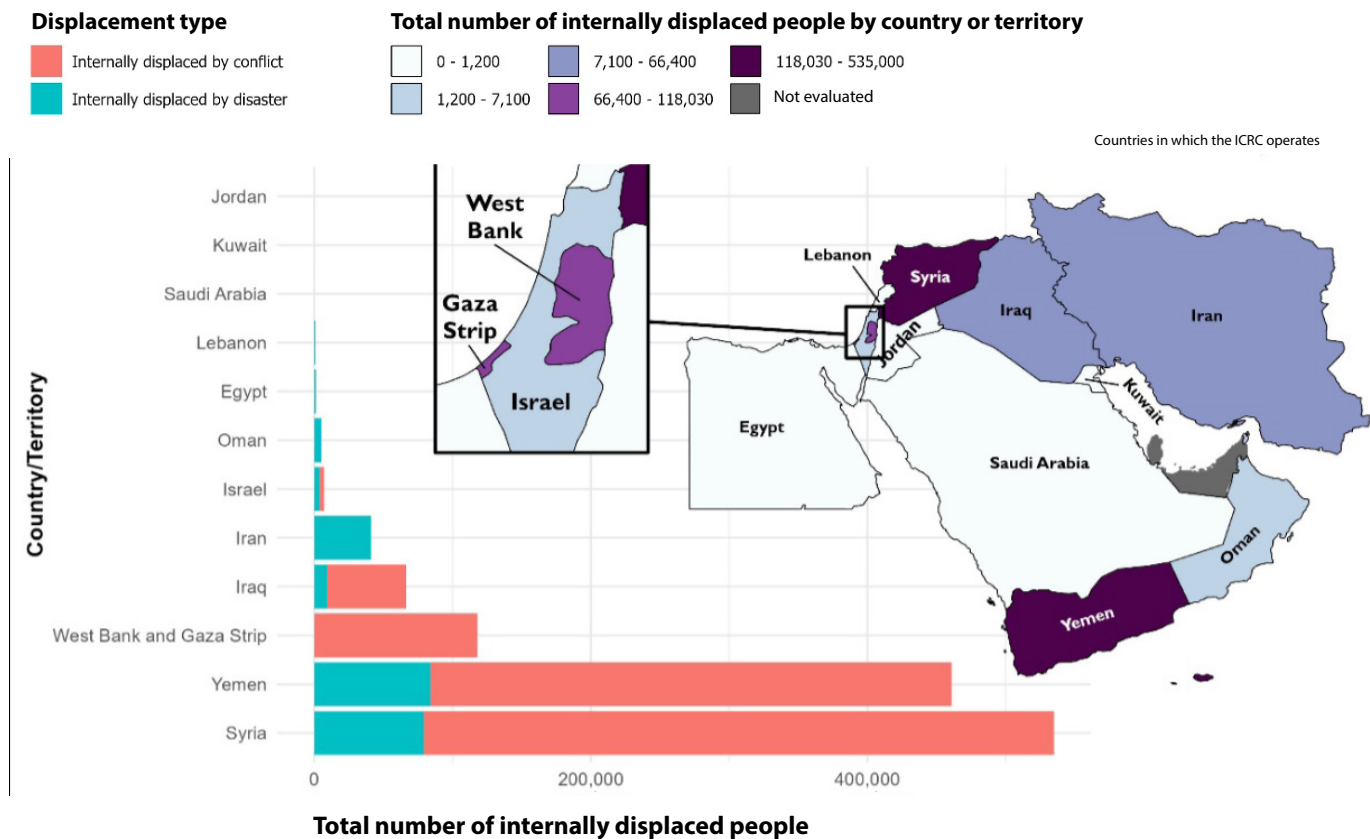 Displacement type
Internally displaced by conflict
Internally displaced by disaster
Total number of internally displaced people by country or territory
0 - 1,200
7,100 - 66,400
118,030 - 535,000
1,200 - 7,100
66,400 - 118,030
Not evaluated
Countries in which the ICRC operates
Country/Territory
Jordan
Kuwait
Saudi Arabia
Lebanon
Egypt
Oman
Israel
Iran
Iraq
West Bank and Gaza Strip
Yemen
Syria
0
200,000
400,000
Total number of internally displaced people
West
Bank
Gaza
Strip
Israel
Lebanon
Syria
Iraq
Iran
Jordan
Kuwait
Egypt
Saudi Arabia
Oman
Yemen